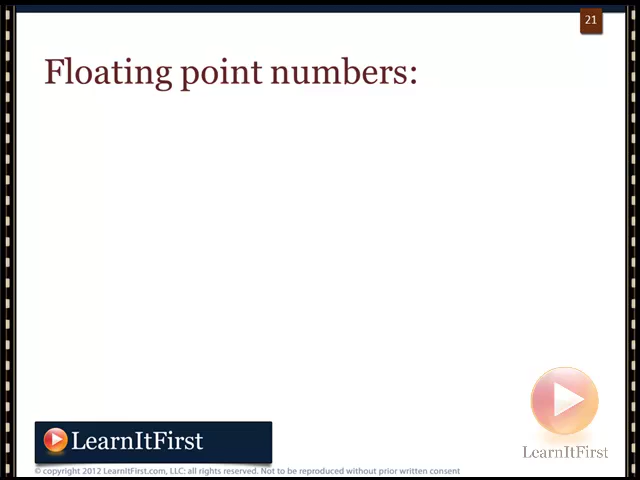 21
Floating point numbers:
LearnItFirst
LearnItFirst
© copyright 2012 LearnItFirst.com, LLC: all rights reserved. Not to be reproduced without prior written consent